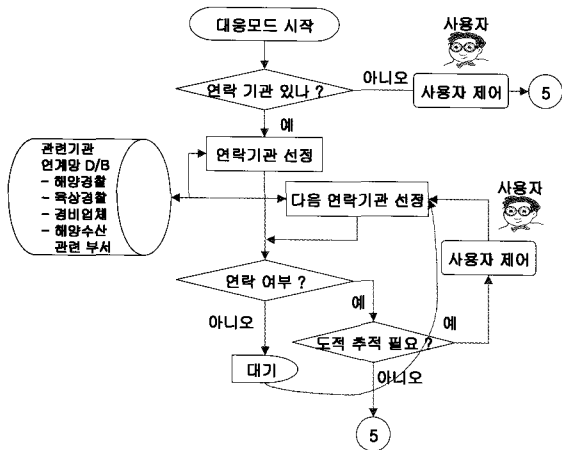 대응모드 시작
사용자
연락 기관 있나 ?
아니오
사용자 제어
5
예
관련기관
연계망 D/B
- 해양경찰
- 육상경찰
- 경비업체
- 해양수산
관련 부서
연락기관 선정
다음 연락기관 선정
사용자
사용자 제어
연락 여부 ?
예
아니오
예
도적 추적 필요 ?
대기
아니오
5